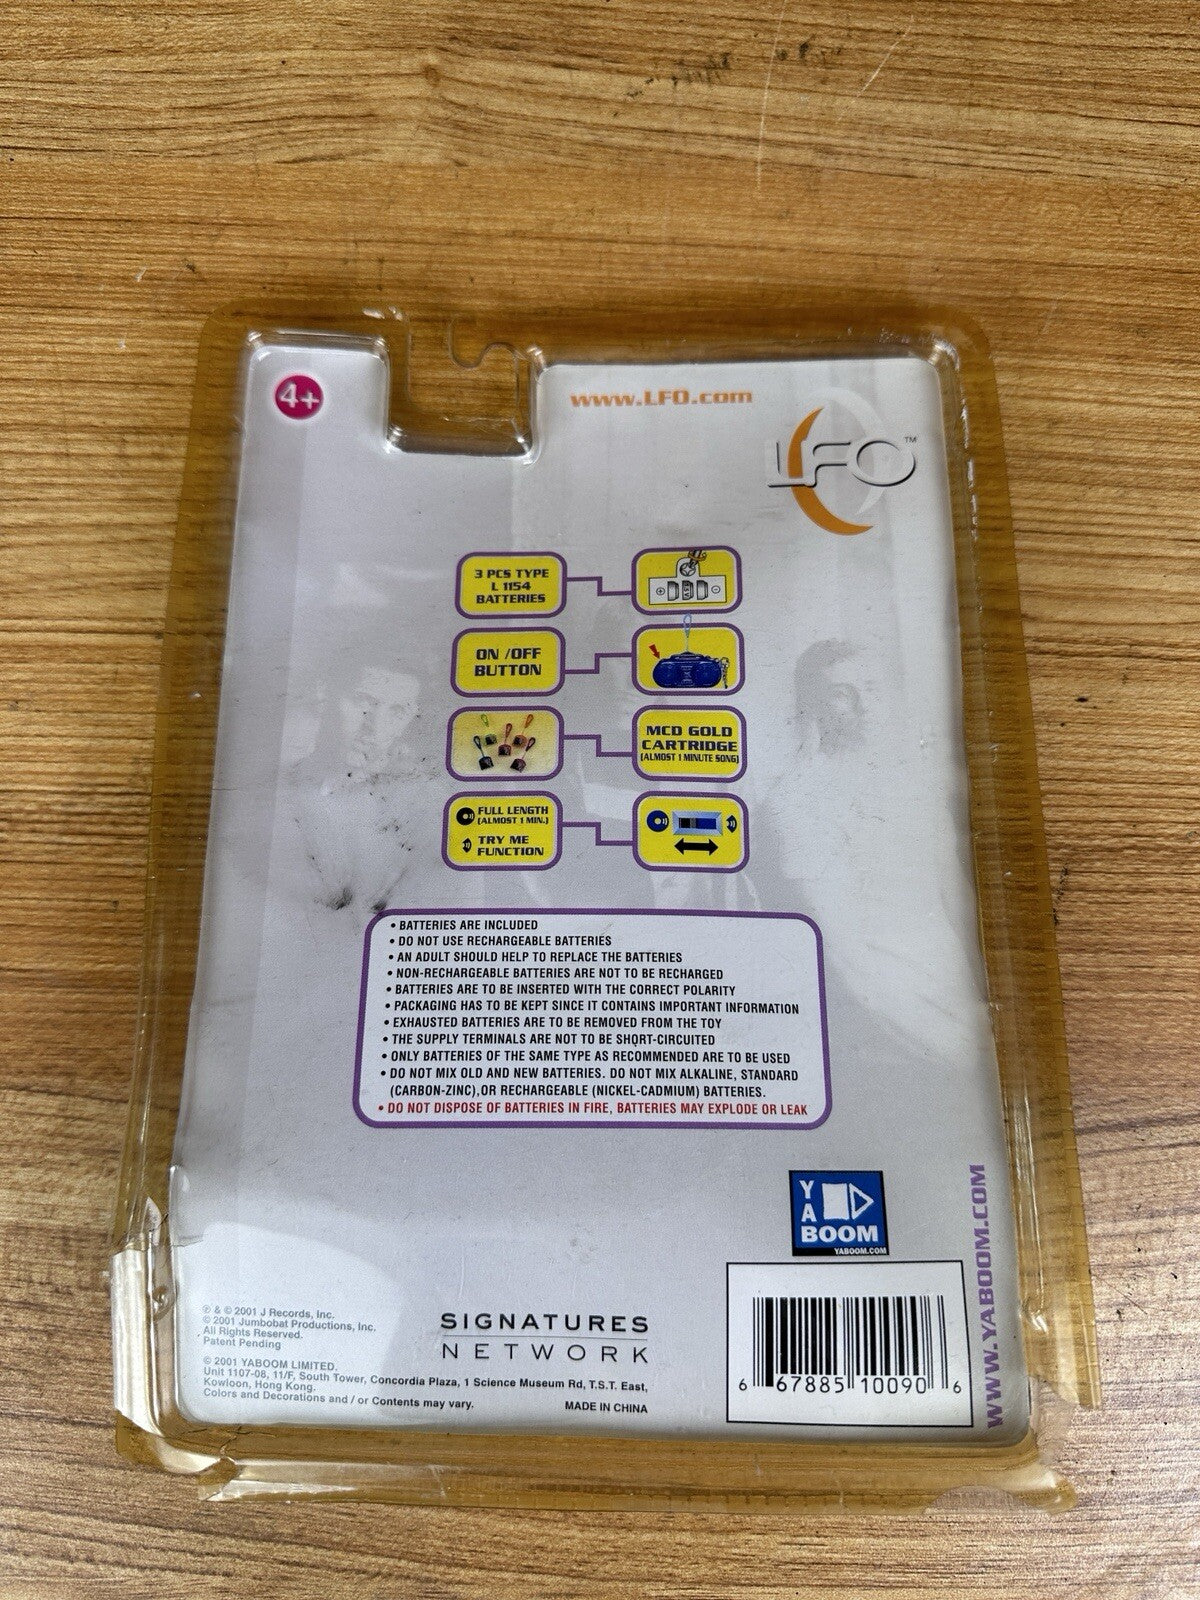 4+
www.LFO.com
LFO™
3 PCS TYPE
L 1154
BATTERIES
ON /OFF
BUTTON
MCD GOLD
CARTRIDGE
(ALMOST 1 MINUTE SONG)
FULL LENGTH
(ALMOST 1 MIN.)
TRY ME
FUNCTION
• BATTERIES ARE INCLUDED
• DO NOT USE RECHARGEABLE BATTERIES
• AN ADULT SHOULD HELP TO REPLACE THE BATTERIES
• NON-RECHARGEABLE BATTERIES ARE NOT TO BE RECHARGED
• BATTERIES ARE TO BE INSERTED WITH THE CORRECT POLARITY
• PACKAGING HAS TO BE KEPT SINCE IT CONTAINS IMPORTANT INFORMATION
• EXHAUSTED BATTERIES ARE TO BE REMOVED FROM THE TOY
• THE SUPPLY TERMINALS ARE NOT TO BE SHORT-CIRCUITED
• ONLY BATTERIES OF THE SAME TYPE AS RECOMMENDED ARE TO BE USED
• DO NOT MIX OLD AND NEW BATTERIES. DO NOT MIX ALKALINE, STANDARD
(CARBON-ZINC),OR RECHARGEABLE (NICKEL-CADMIUM) BATTERIES.
• DO NOT DISPOSE OF BATTERIES IN FIRE, BATTERIES MAY EXPLODE OR LEAK
YA
BOOM
YABOOM.COM
WWW.YABOOM.COM
℗ & © 2001 J Records, Inc.
© 2001 Jumbobat Productions, Inc.
All Rights Reserved.
Patent Pending
© 2001 YABOOM LIMITED.
Unit 1107-08, 11/F, South Tower, Concordia Plaza, 1 Science Museum Rd, T.S.T. East,
Kowloon, Hong Kong.
Colors and Decorations and / or Contents may vary.
MADE IN CHINA
SIGNATURES
NETWORK
6 67885 10090 6